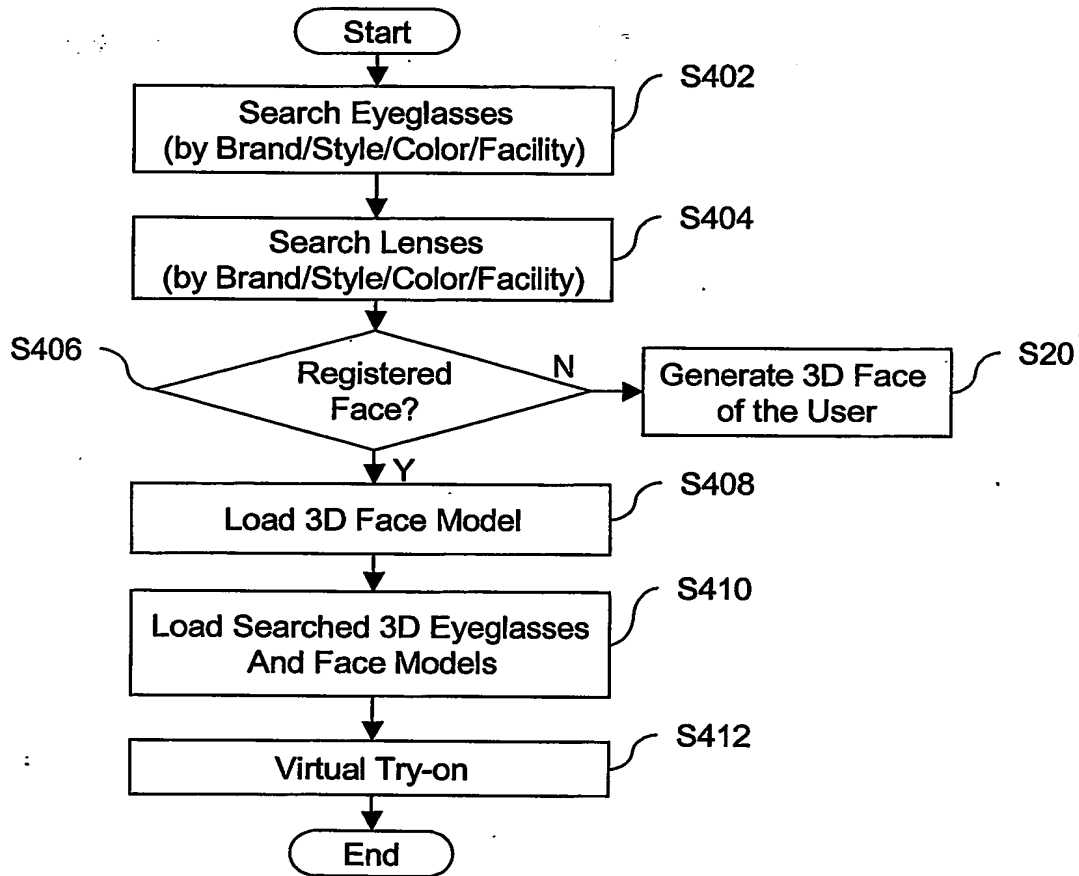 Start
S402
Search Eyeglasses
(by Brand/Style/Color/Facility)
S404
Search Lenses
(by Brand/Style/Color/Facility)
S406
Registered
Face?
N
Generate 3D Face
of the User
S20
Y
S408
Load 3D Face Model
S410
Load Searched 3D Eyeglasses
And Face Models
S412
Virtual Try-on
End